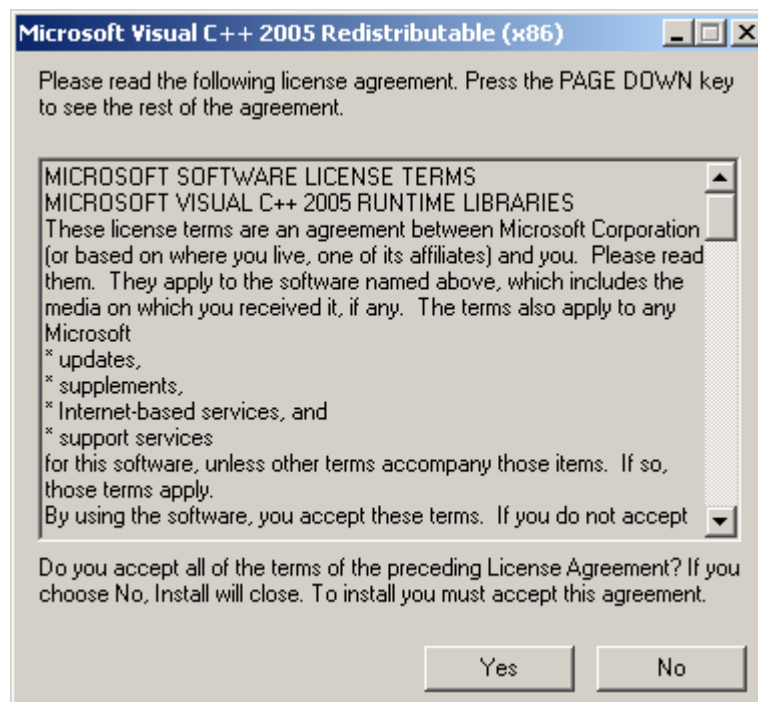 Microsoft Visual C++ 2005 Redistributable (x86)
Please read the following license agreement. Press the PAGE DOWN key
to see the rest of the agreement.
MICROSOFT SOFTWARE LICENSE TERMS
MICROSOFT VISUAL C++ 2005 RUNTIME LIBRARIES
These license terms are an agreement between Microsoft Corporation
(or based on where you live, one of its affiliates) and you.  Please read
them.  They apply to the software named above, which includes the
media on which you received it, if any.  The terms also apply to any
Microsoft
* updates,
* supplements,
* Internet-based services, and
* support services
for this software, unless other terms accompany those items.  If so,
those terms apply.
By using the software, you accept these terms.  If you do not accept
Do you accept all of the terms of the preceding License Agreement? If you
choose No, Install will close. To install you must accept this agreement.
Yes No